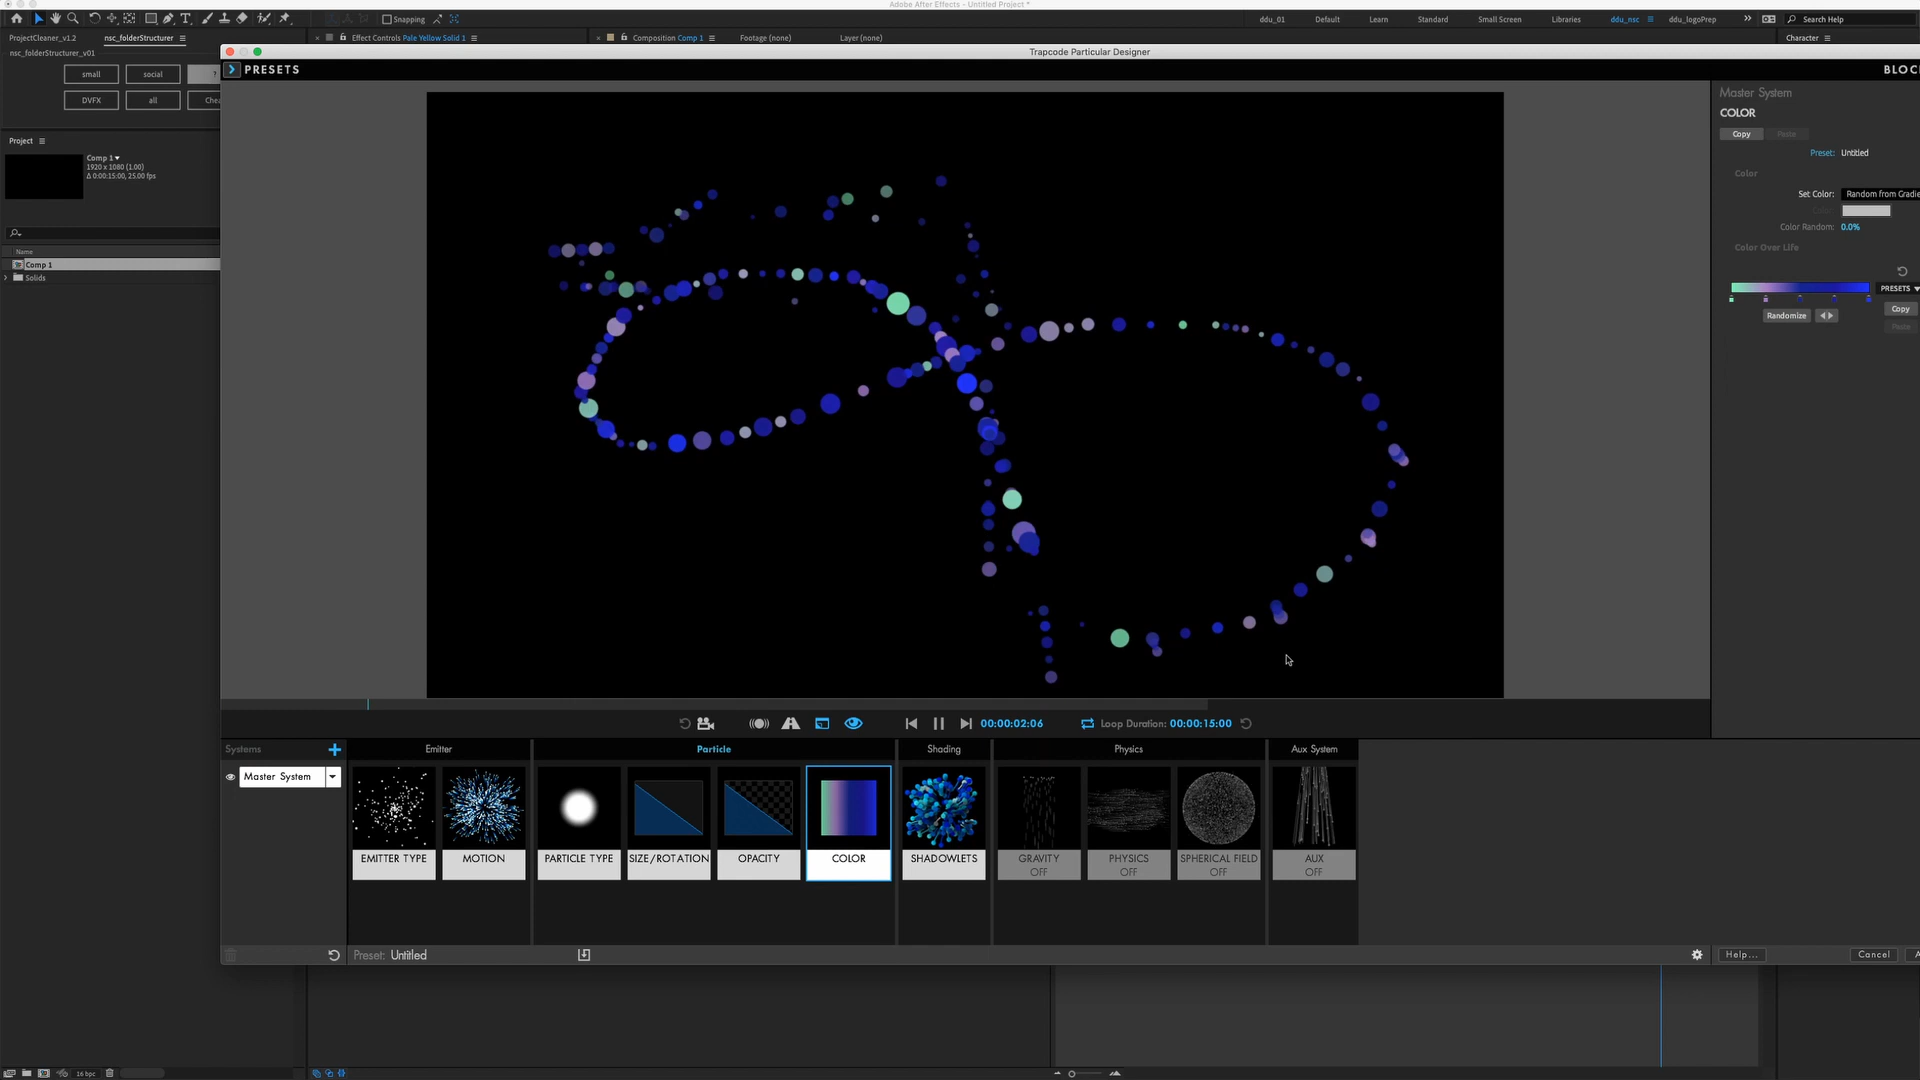 Adobe After Effects - Untitled Project *
Snapping
ddu_01
Default
Learn
Standard
Small Screen
Libraries
ddu_nsc
ddu_logoPrep
Search Help
ProjectCleaner_v1.2
nsc_folderStructurer
Effect Controls Pale Yellow Solid 1
Composition Comp 1
Footage (none)
Layer (none)
Character
nsc_folderStructurer_v01
Trapcode Particular Designer
PRESETS
BLOC
small
social
?
DVFX
all
Chea
Master System
COLOR
Copy
Paste
Preset: Untitled
Color
Set Color: Random from Gradie
Color:
Color Random: 0.0%
Color Over Life
PRESETS
Randomize
Copy
Paste
Project
Comp 1
1920 x 1080 (1.00)
Δ 0:00:15:00, 25.00 fps
Name
Comp 1
Solids
00:00:02:06
Loop Duration: 00:00:15:00
Systems
Emitter
Particle
Shading
Physics
Aux System
Master System
EMITTER TYPE
MOTION
PARTICLE TYPE
SIZE/ROTATION
OPACITY
COLOR
SHADOWLETS
GRAVITY
OFF
PHYSICS
OFF
SPHERICAL FIELD
OFF
AUX
OFF
Preset: Untitled
Help...
Cancel
A
16 bpc